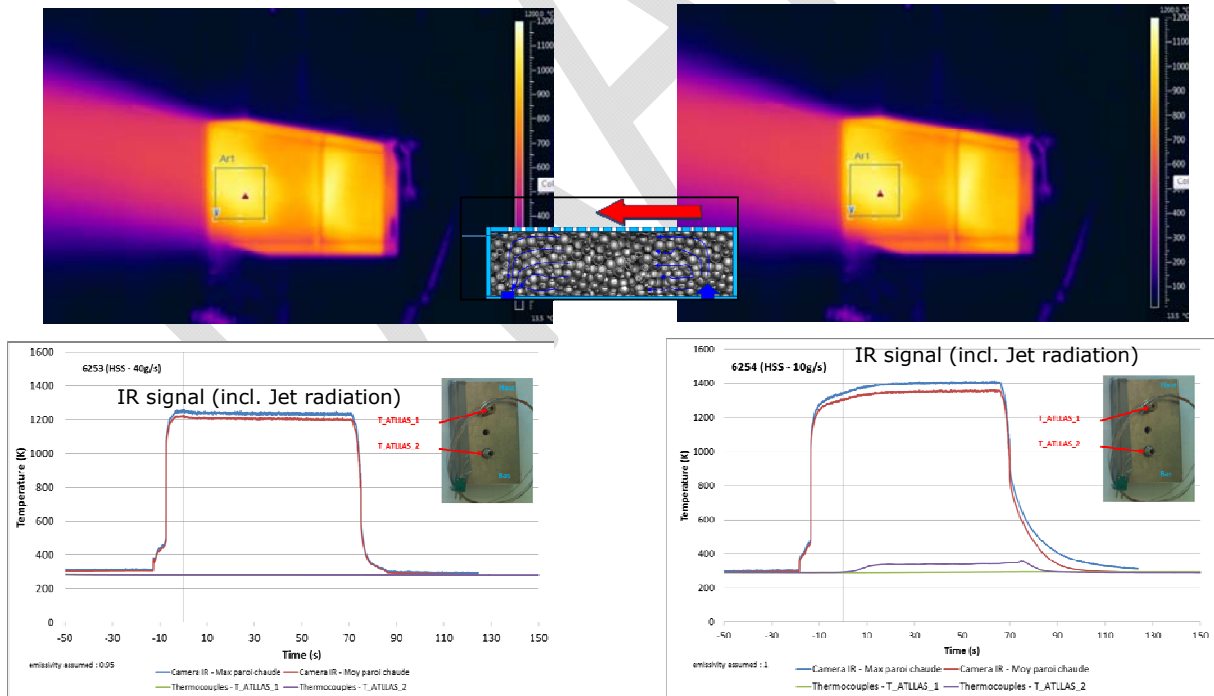 1200.0 °C
1200
1100
1000
900
800
700
600
500
400
300
200
100
13.5 °C
Ar1
1200.0 °C
1200
1100
1000
900
800
700
600
500
400
300
200
100
13.5 °C
Ar1
6253 (HSS - 40g/s)
IR signal (incl. Jet radiation)
T_ATLLAS_1
T_ATLLAS_2
Temperature (K)
1600
1400
1200
1000
800
600
400
200
0
-50 -30 -10 10 30 50 70 90 110 130 150
Time (s)
emissivity assumed : 0.95
Camera IR - Max paroi chaude
Camera IR - Moy paroi chaude
Thermocouples - T_ATLLAS_1
Thermocouples - T_ATLLAS_2
6254 (HSS - 10g/s)
IR signal (incl. Jet radiation)
T_ATLLAS_1
T_ATLLAS_2
Temperature (K)
1600
1400
1200
1000
800
600
400
200
0
-50 -30 -10 10 30 50 70 90 110 130 150
Time (s)
emissivity assumed : 1
Camera IR - Max paroi chaude
Camera IR - Moy paroi chaude
Thermocouples - T_ATLLAS_1
Thermocouples - T_ATLLAS_2